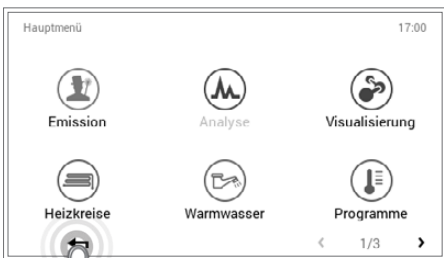 Hauptmenü 17:00
Emission Analyse Visualisierung
Heizkreise Warmwasser Programme
1/3